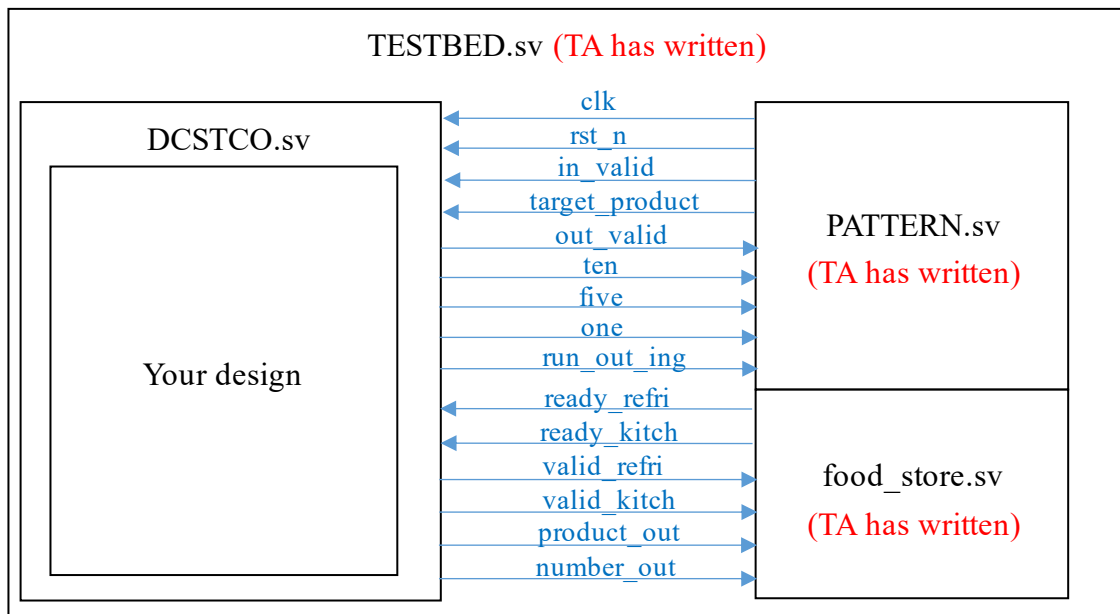 TESTBED.sv (TA has written)
DCSTCO.sv
Your design
clk
rst_n
in_valid
target_product
out_valid
ten
five
one
run_out_ing
ready_refri
ready_kitch
valid_refri
valid_kitch
product_out
number_out
PATTERN.sv
(TA has written)
food_store.sv
(TA has written)